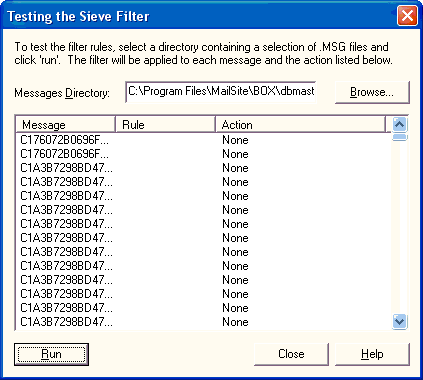 Testing the Sieve Filter
To test the filter rules, select a directory containing a selection of .MSG files and
click 'run'. The filter will be applied to each message and the action listed below.
Messages Directory: C:\Program Files\MailSite\BOX\dbmast Browse...
Message Rule Action
C176072B0696F... None
C176072B0696F... None
C1A3B7298BD47... None
C1A3B7298BD47... None
C1A3B7298BD47... None
C1A3B7298BD47... None
C1A3B7298BD47... None
C1A3B7298BD47... None
C1A3B7298BD47... None
C1A3B7298BD47... None
C1A3B7298BD47... None
C1A3B7298BD47... None
C1A3B7298BD47... None
C1A3B7298BD47... None
Run Close Help